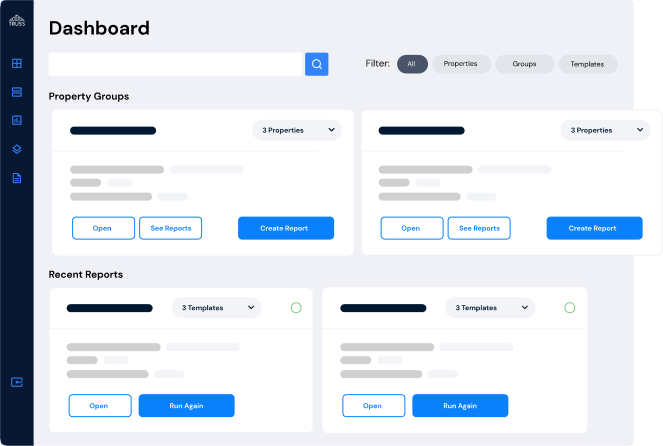 TRUSS
Dashboard
Filter: All Properties Groups Templates
Property Groups
3 Properties
3 Properties
Open See Reports Create Report
Open See Reports Create Report
Recent Reports
3 Templates
3 Templates
Open Run Again
Open Run Again